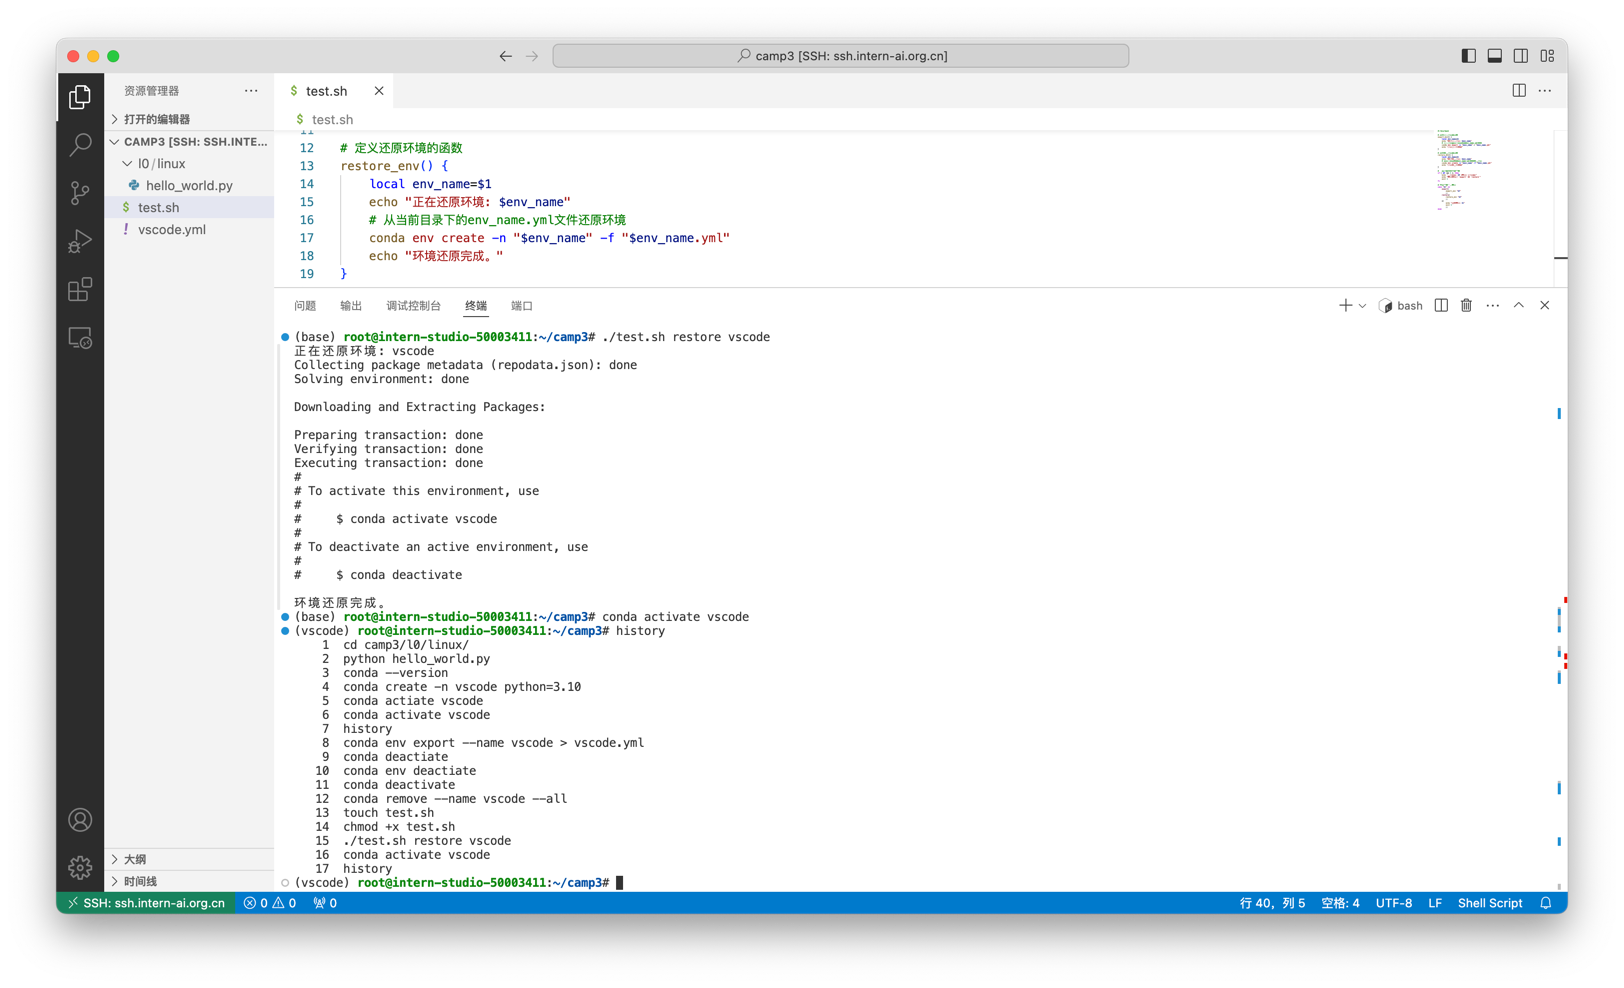 camp3 [SSH: ssh.intern-ai.org.cn]
资源管理器
打开的编辑器
CAMP3 [SSH: SSH.INTE...
l0 / linux
hello_world.py
$ test.sh
! vscode.yml
大纲
时间线
$ test.sh
$ test.sh
11
12 # 定义还原环境的函数
13 restore_env() {
14     local env_name=$1
15     echo "正在还原环境: $env_name"
16     # 从当前目录下的env_name.yml文件还原环境
17     conda env create -n "$env_name" -f "$env_name.yml"
18     echo "环境还原完成。"
19 }
问题 输出 调试控制台 终端 端口
bash
(base) root@intern-studio-50003411:~/camp3# ./test.sh restore vscode
正在还原环境: vscode
Collecting package metadata (repodata.json): done
Solving environment: done
Downloading and Extracting Packages:
Preparing transaction: done
Verifying transaction: done
Executing transaction: done
#
# To activate this environment, use
#
#     $ conda activate vscode
#
# To deactivate an active environment, use
#
#     $ conda deactivate
环境还原完成。
(base) root@intern-studio-50003411:~/camp3# conda activate vscode
(vscode) root@intern-studio-50003411:~/camp3# history
1  cd camp3/l0/linux/
2  python hello_world.py
3  conda --version
4  conda create -n vscode python=3.10
5  conda actiate vscode
6  conda activate vscode
7  history
8  conda env export --name vscode > vscode.yml
9  conda deactiate
10  conda env deactiate
11  conda deactivate
12  conda remove --name vscode --all
13  touch test.sh
14  chmod +x test.sh
15  ./test.sh restore vscode
16  conda activate vscode
17  history
(vscode) root@intern-studio-50003411:~/camp3#
SSH: ssh.intern-ai.org.cn 0 0 0 行 40, 列 5 空格: 4 UTF-8 LF Shell Script